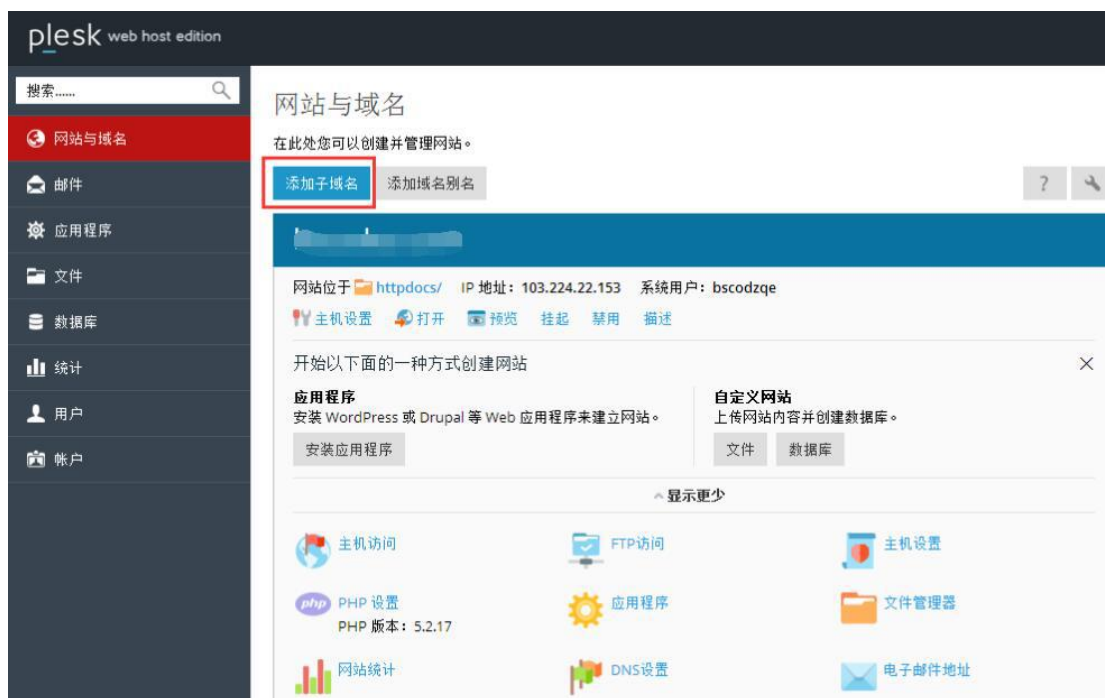 plesk web host edition
搜索......
网站与域名
邮件
应用程序
文件
数据库
统计
用户
帐户
网站与域名
在此处您可以创建并管理网站。
添加子域名 添加域名别名 ?
网站位于 httpdocs/ IP 地址：103.224.22.153 系统用户：bscodzqe
主机设置 打开 预览 挂起 禁用 描述
开始以下面的一种方式创建网站
应用程序
安装 WordPress 或 Drupal 等 Web 应用程序来建立网站。
安装应用程序
自定义网站
上传网站内容并创建数据库。
文件 数据库
显示更少
主机访问 FTP访问 主机设置
php PHP 设置 应用程序 文件管理器
PHP 版本：5.2.17
网站统计 DNS设置 电子邮件地址